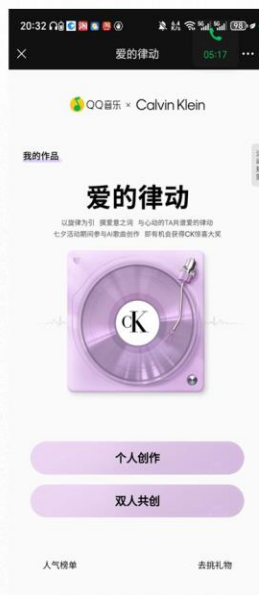 20:32
98
爱的律动
05:17
QQ音乐 × Calvin Klein
我的作品
爱的律动
以旋律为引 撰爱意之词 与心动的TA共谱爱的律动
七夕活动期间参与AI歌曲创作 即有机会获得CK惊喜大奖
cK
个人创作
双人共创
人气榜单
去挑礼物